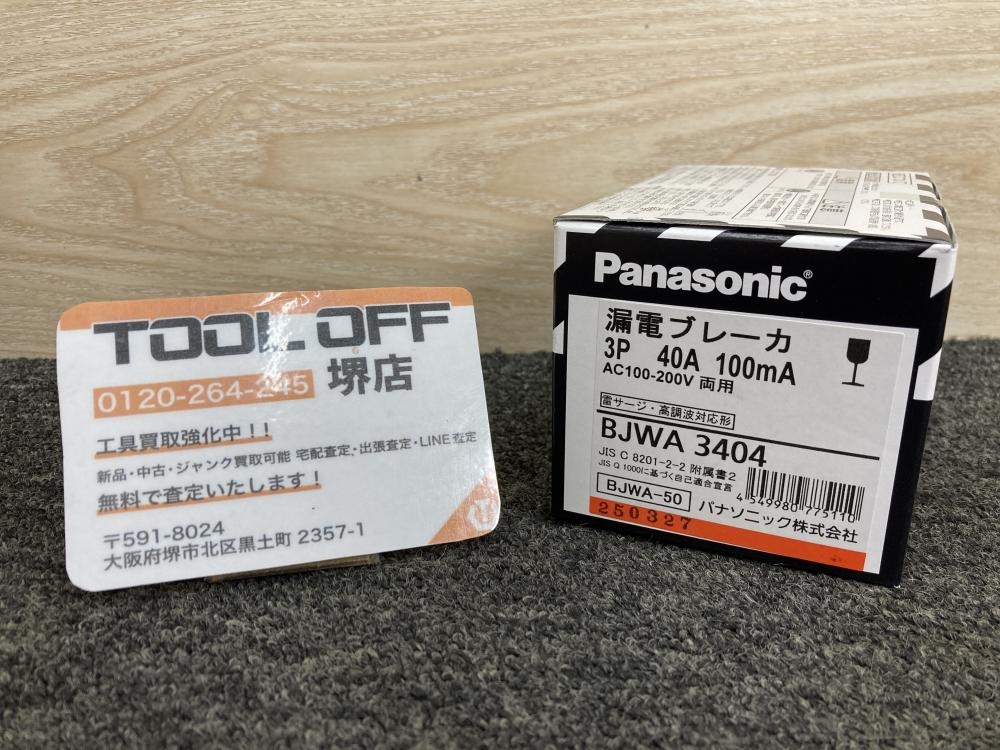 TOOL OFF
0120-264-245 堺店
工具買取強化中！！
新品・中古・ジャンク買取可能 宅配査定、出張査定・LINE査定
無料で査定いたします！
〒591-8024
大阪府堺市北区黒土町 2357-1
Panasonic®
漏電ブレーカ
3P 40A 100mA
AC100-200V 両用
雷サージ・高調波対応形
BJWA 3404
JIS C 8201-2-2 附属書2
JIS Q 1000に基づく自己適合宣言
BJWA-50
4549980775110
パナソニック株式会社
250327